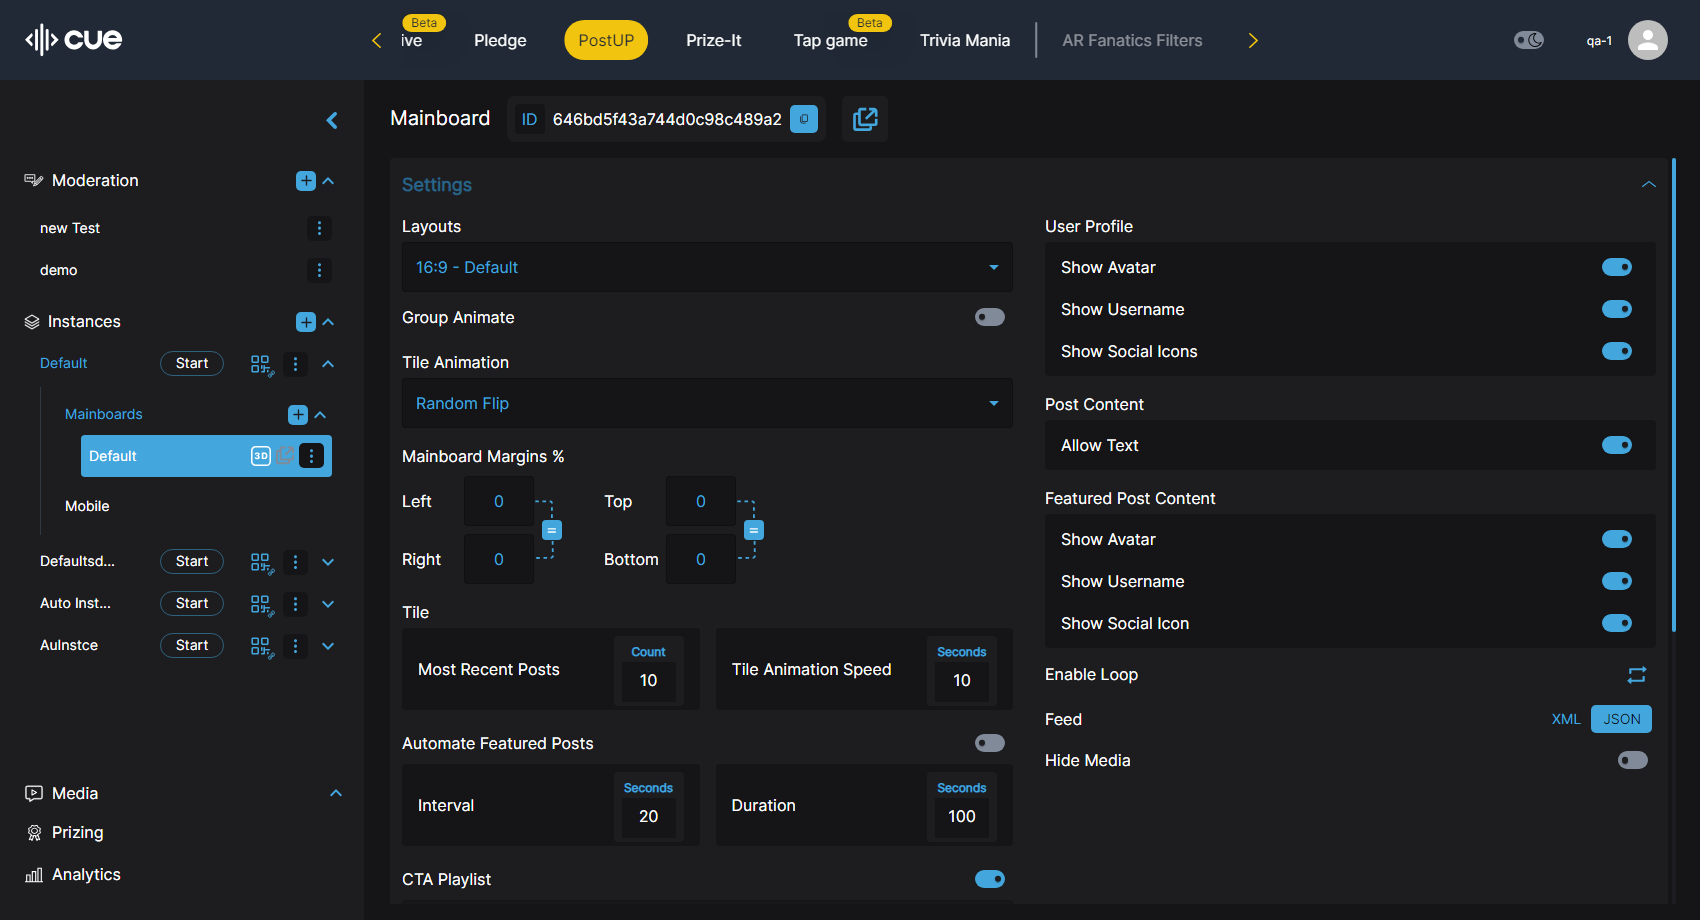 cue
Beta
ive
Pledge
PostUP
Prize-It
Beta
Tap game
Trivia Mania
AR Fanatics Filters
qa-1
Moderation
new Test
demo
Instances
Default
Start
Mainboards
Default
3D
Mobile
Defaultsd...
Start
Auto Inst...
Start
AuInstce
Start
Media
Prizing
Analytics
Mainboard
ID
646bd5f43a744d0c98c489a2
Settings
Layouts
16:9 - Default
Group Animate
Tile Animation
Random Flip
Mainboard Margins %
Left
0
Top
0
=
=
Right
0
Bottom
0
Tile
Most Recent Posts
Count
10
Tile Animation Speed
Seconds
10
Automate Featured Posts
Interval
Seconds
20
Duration
Seconds
100
CTA Playlist
User Profile
Show Avatar
Show Username
Show Social Icons
Post Content
Allow Text
Featured Post Content
Show Avatar
Show Username
Show Social Icon
Enable Loop
Feed
XML
JSON
Hide Media